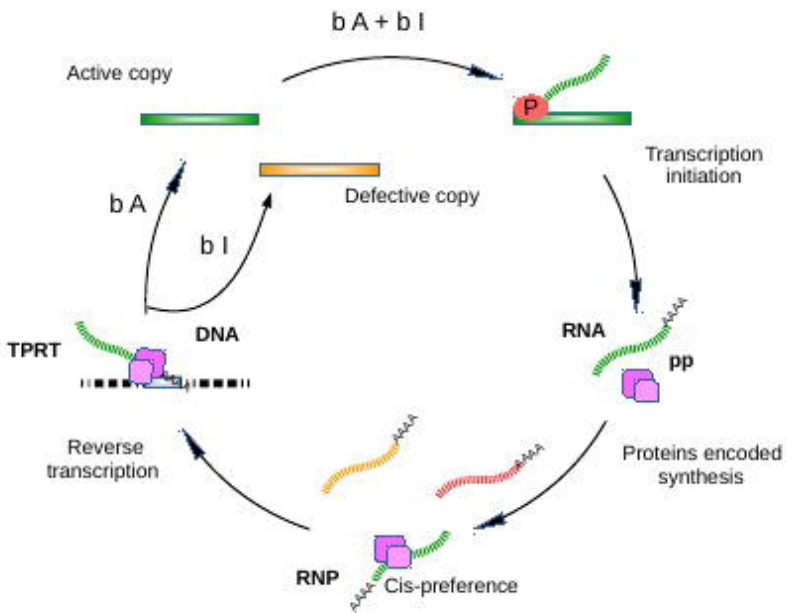 b A + b I
Active copy
P
Transcription
initiation
Defective copy
b A
b I
TPRT
DNA
RNA
AAAA
pp
Reverse
transcription
AAAA
AAAA
Proteins encoded
synthesis
RNP
AAAA
Cis-preference